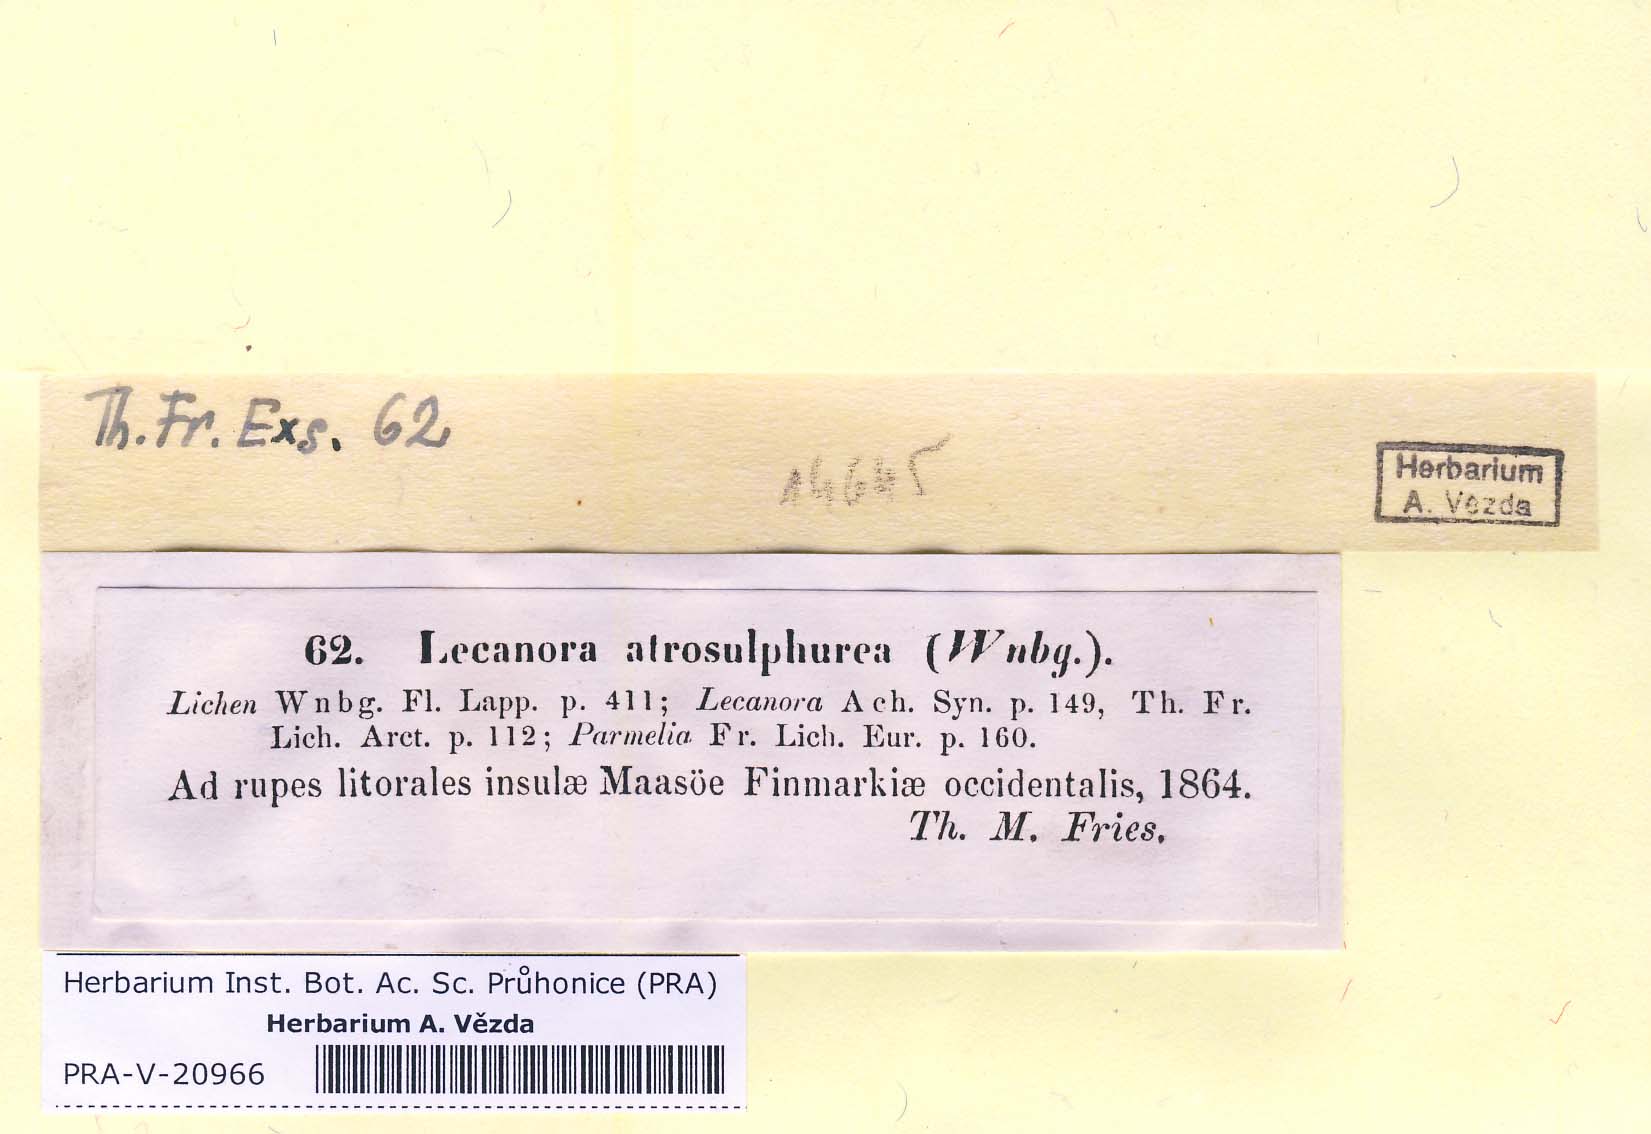 Th. Fr. Exs. 62
Herbarium
A. Vězda
62. Lecanora atrosulphurea (Wnbg.).
Lichen Wnbg. Fl. Lapp. p. 411; Lecanora Ach. Syn. p. 149, Th. Fr.
Lich. Arct. p. 112; Parmelia Fr. Lich. Eur. p. 160.
Ad rupes litorales insulæ Maasöe Finmarkiæ occidentalis, 1864.
Th. M. Fries.
Herbarium Inst. Bot. Ac. Sc. Průhonice (PRA)
Herbarium A. Vězda
PRA-V-20966